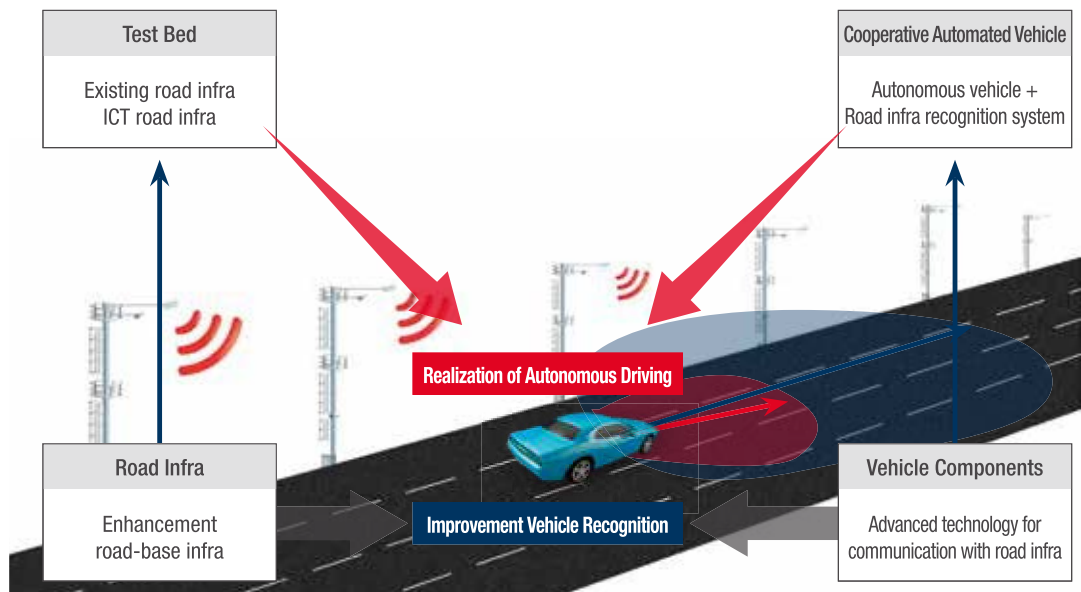 Test Bed
Existing road infra
ICT road infra
Cooperative Automated Vehicle
Autonomous vehicle +
Road infra recognition system
Realization of Autonomous Driving
Road Infra
Enhancement
road-base infra
Improvement Vehicle Recognition
Vehicle Components
Advanced technology for
communication with road infra